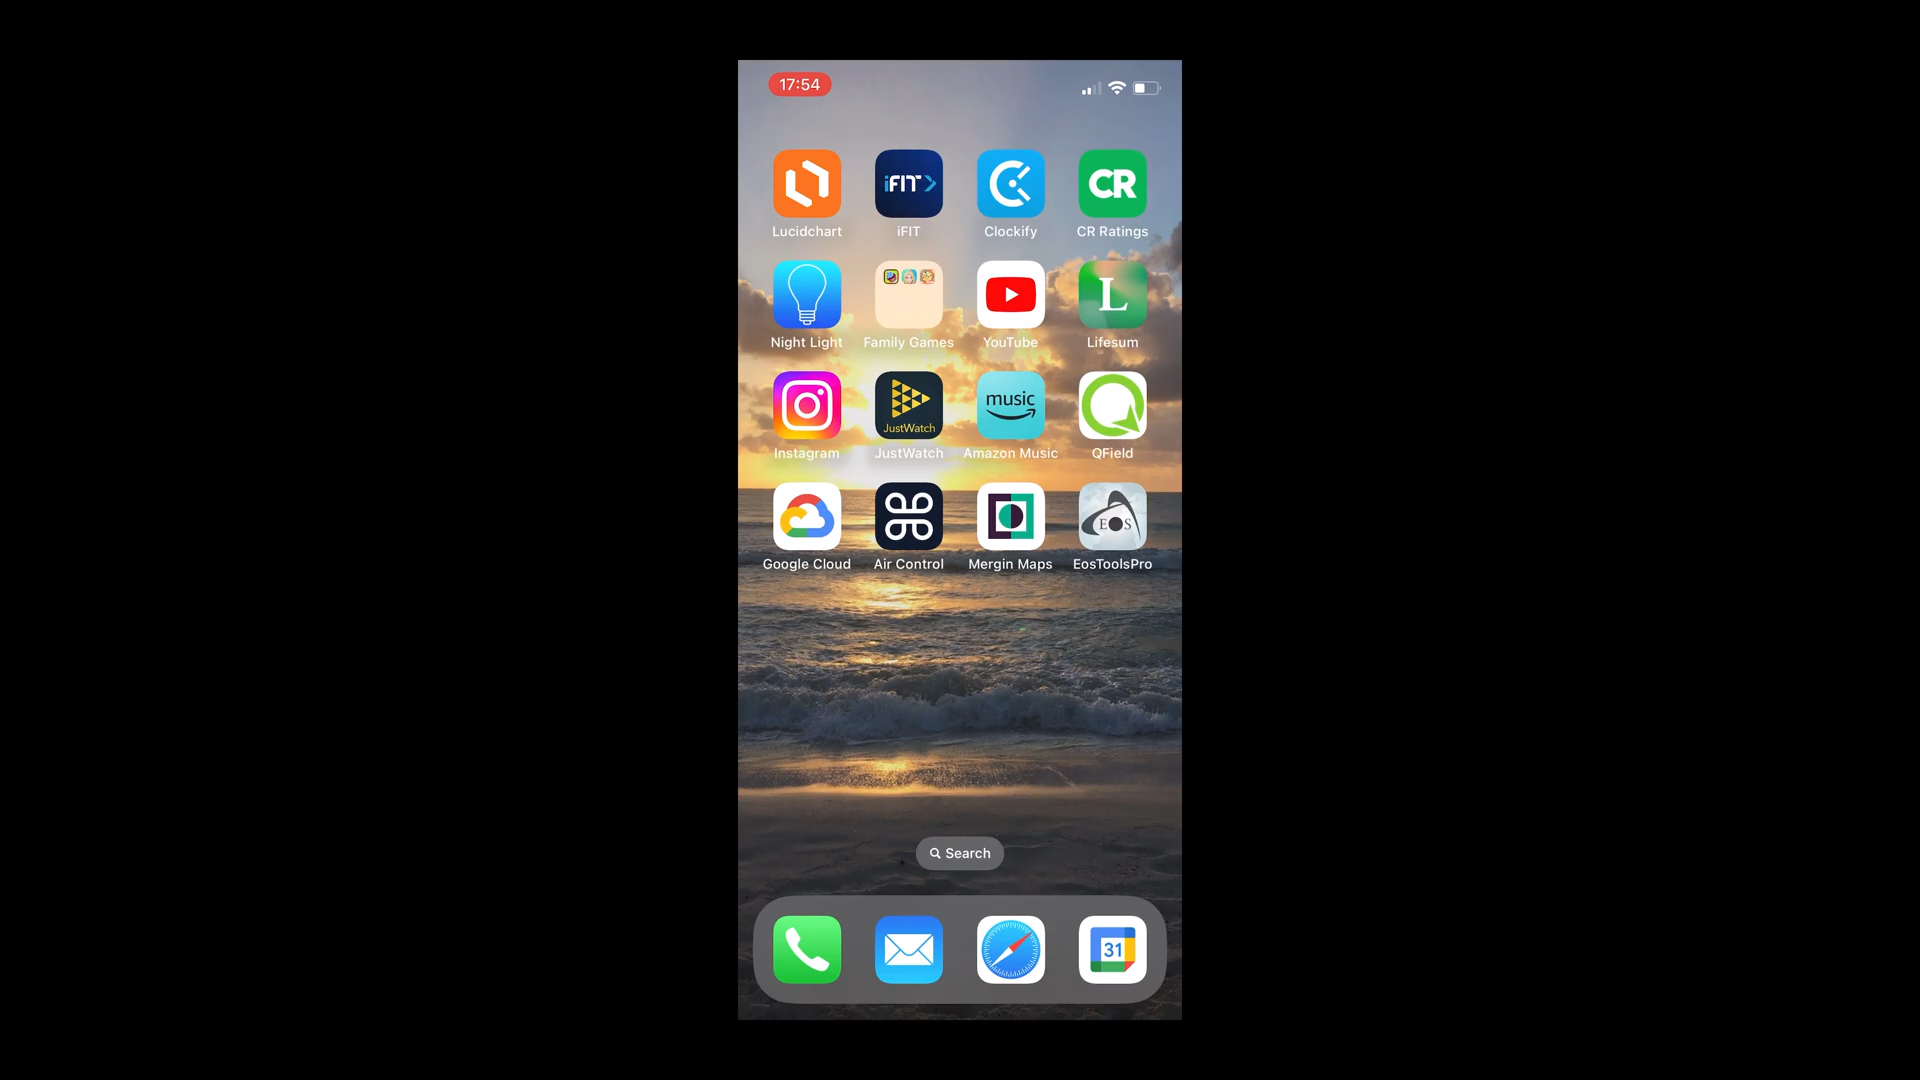 17:54
iFIT
CR
Lucidchart
iFIT
Clockify
CR Ratings
L
Night Light
Family Games
YouTube
Lifesum
JustWatch
music
Instagram
JustWatch
Amazon Music
QField
EOS
Google Cloud
Air Control
Mergin Maps
EosToolsPro
Search
31